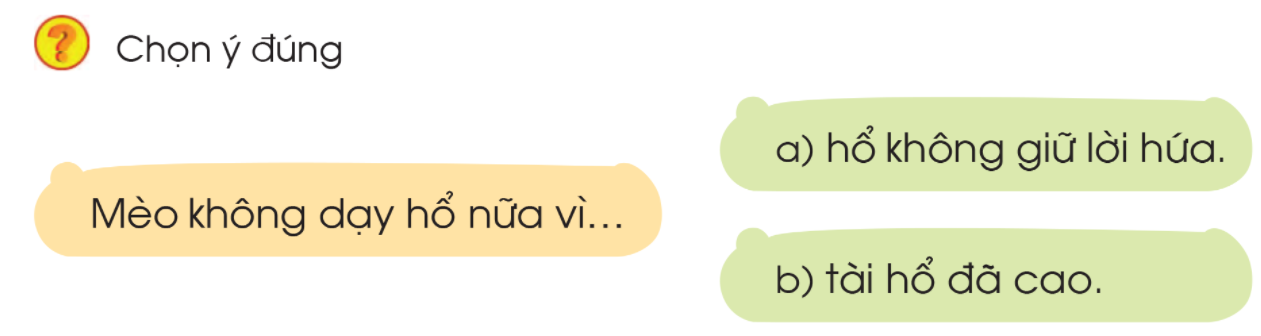 ?
Chọn ý đúng
Mèo không dạy hổ nữa vì...
a) hổ không giữ lời hứa.
b) tài hổ đã cao.